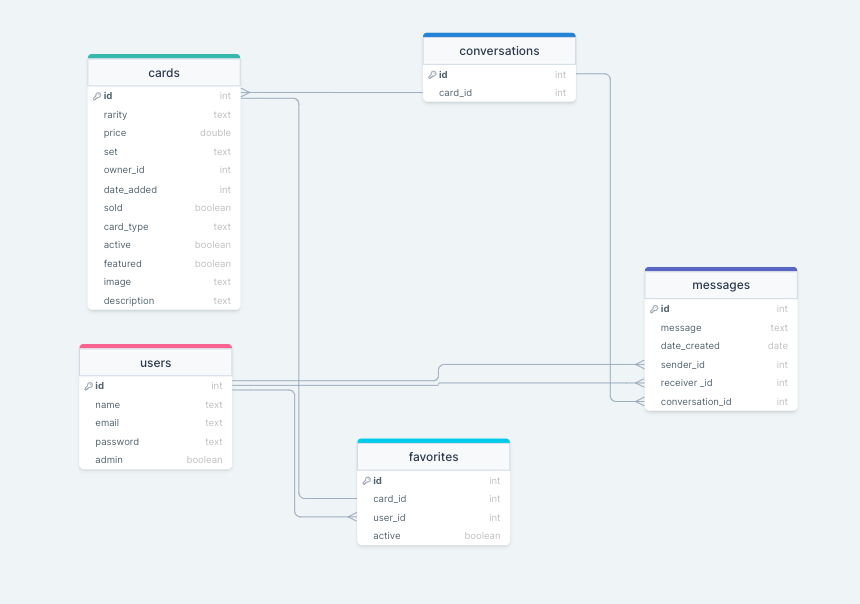 cards
id int
rarity text
price double
set text
owner_id int
date_added int
sold boolean
card_type text
active boolean
featured boolean
image text
description text
conversations
id int
card_id int
messages
id int
message text
date_created date
sender_id int
receiver _id int
conversation_id int
users
id int
name text
email text
password text
admin boolean
favorites
id int
card_id int
user_id int
active boolean